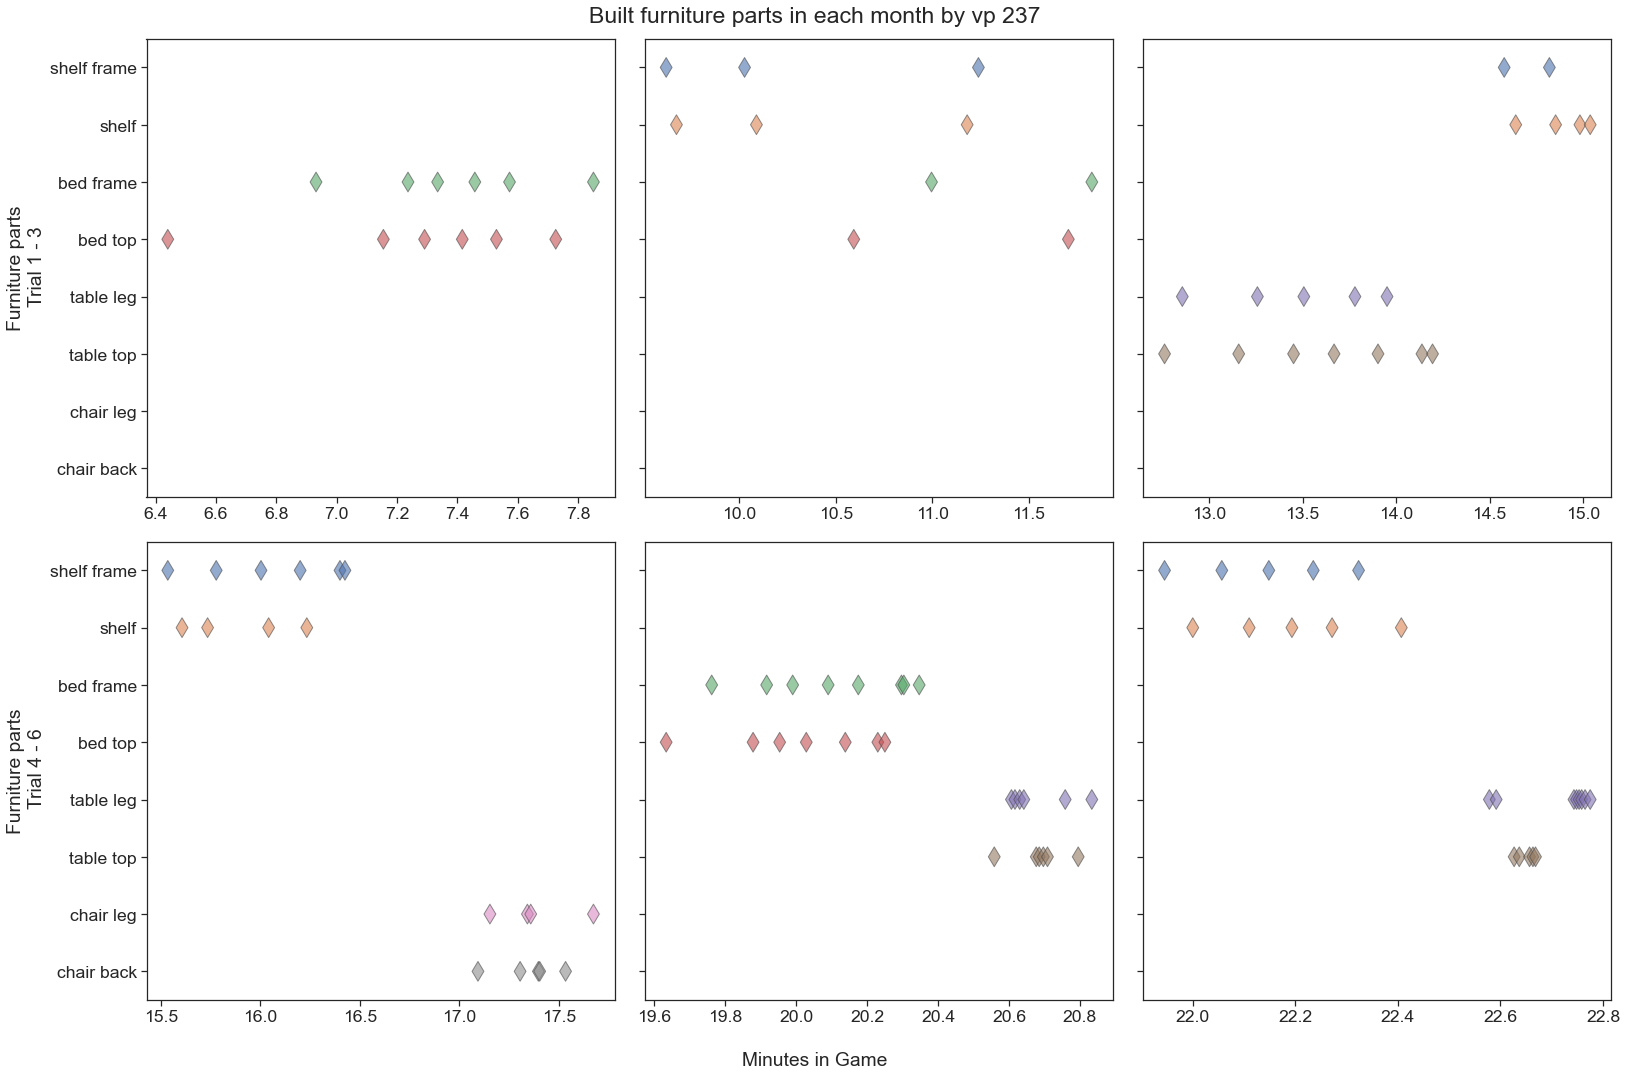 Built furniture parts in each month by vp 237
Furniture parts
Trial 1 - 3
shelf frame
shelf
bed frame
bed top
table leg
table top
chair leg
chair back
6.4 6.6 6.8 7.0 7.2 7.4 7.6 7.8
10.0 10.5 11.0 11.5
13.0 13.5 14.0 14.5 15.0
Furniture parts
Trial 4 - 6
shelf frame
shelf
bed frame
bed top
table leg
table top
chair leg
chair back
15.5 16.0 16.5 17.0 17.5
19.6 19.8 20.0 20.2 20.4 20.6 20.8
22.0 22.2 22.4 22.6 22.8
Minutes in Game